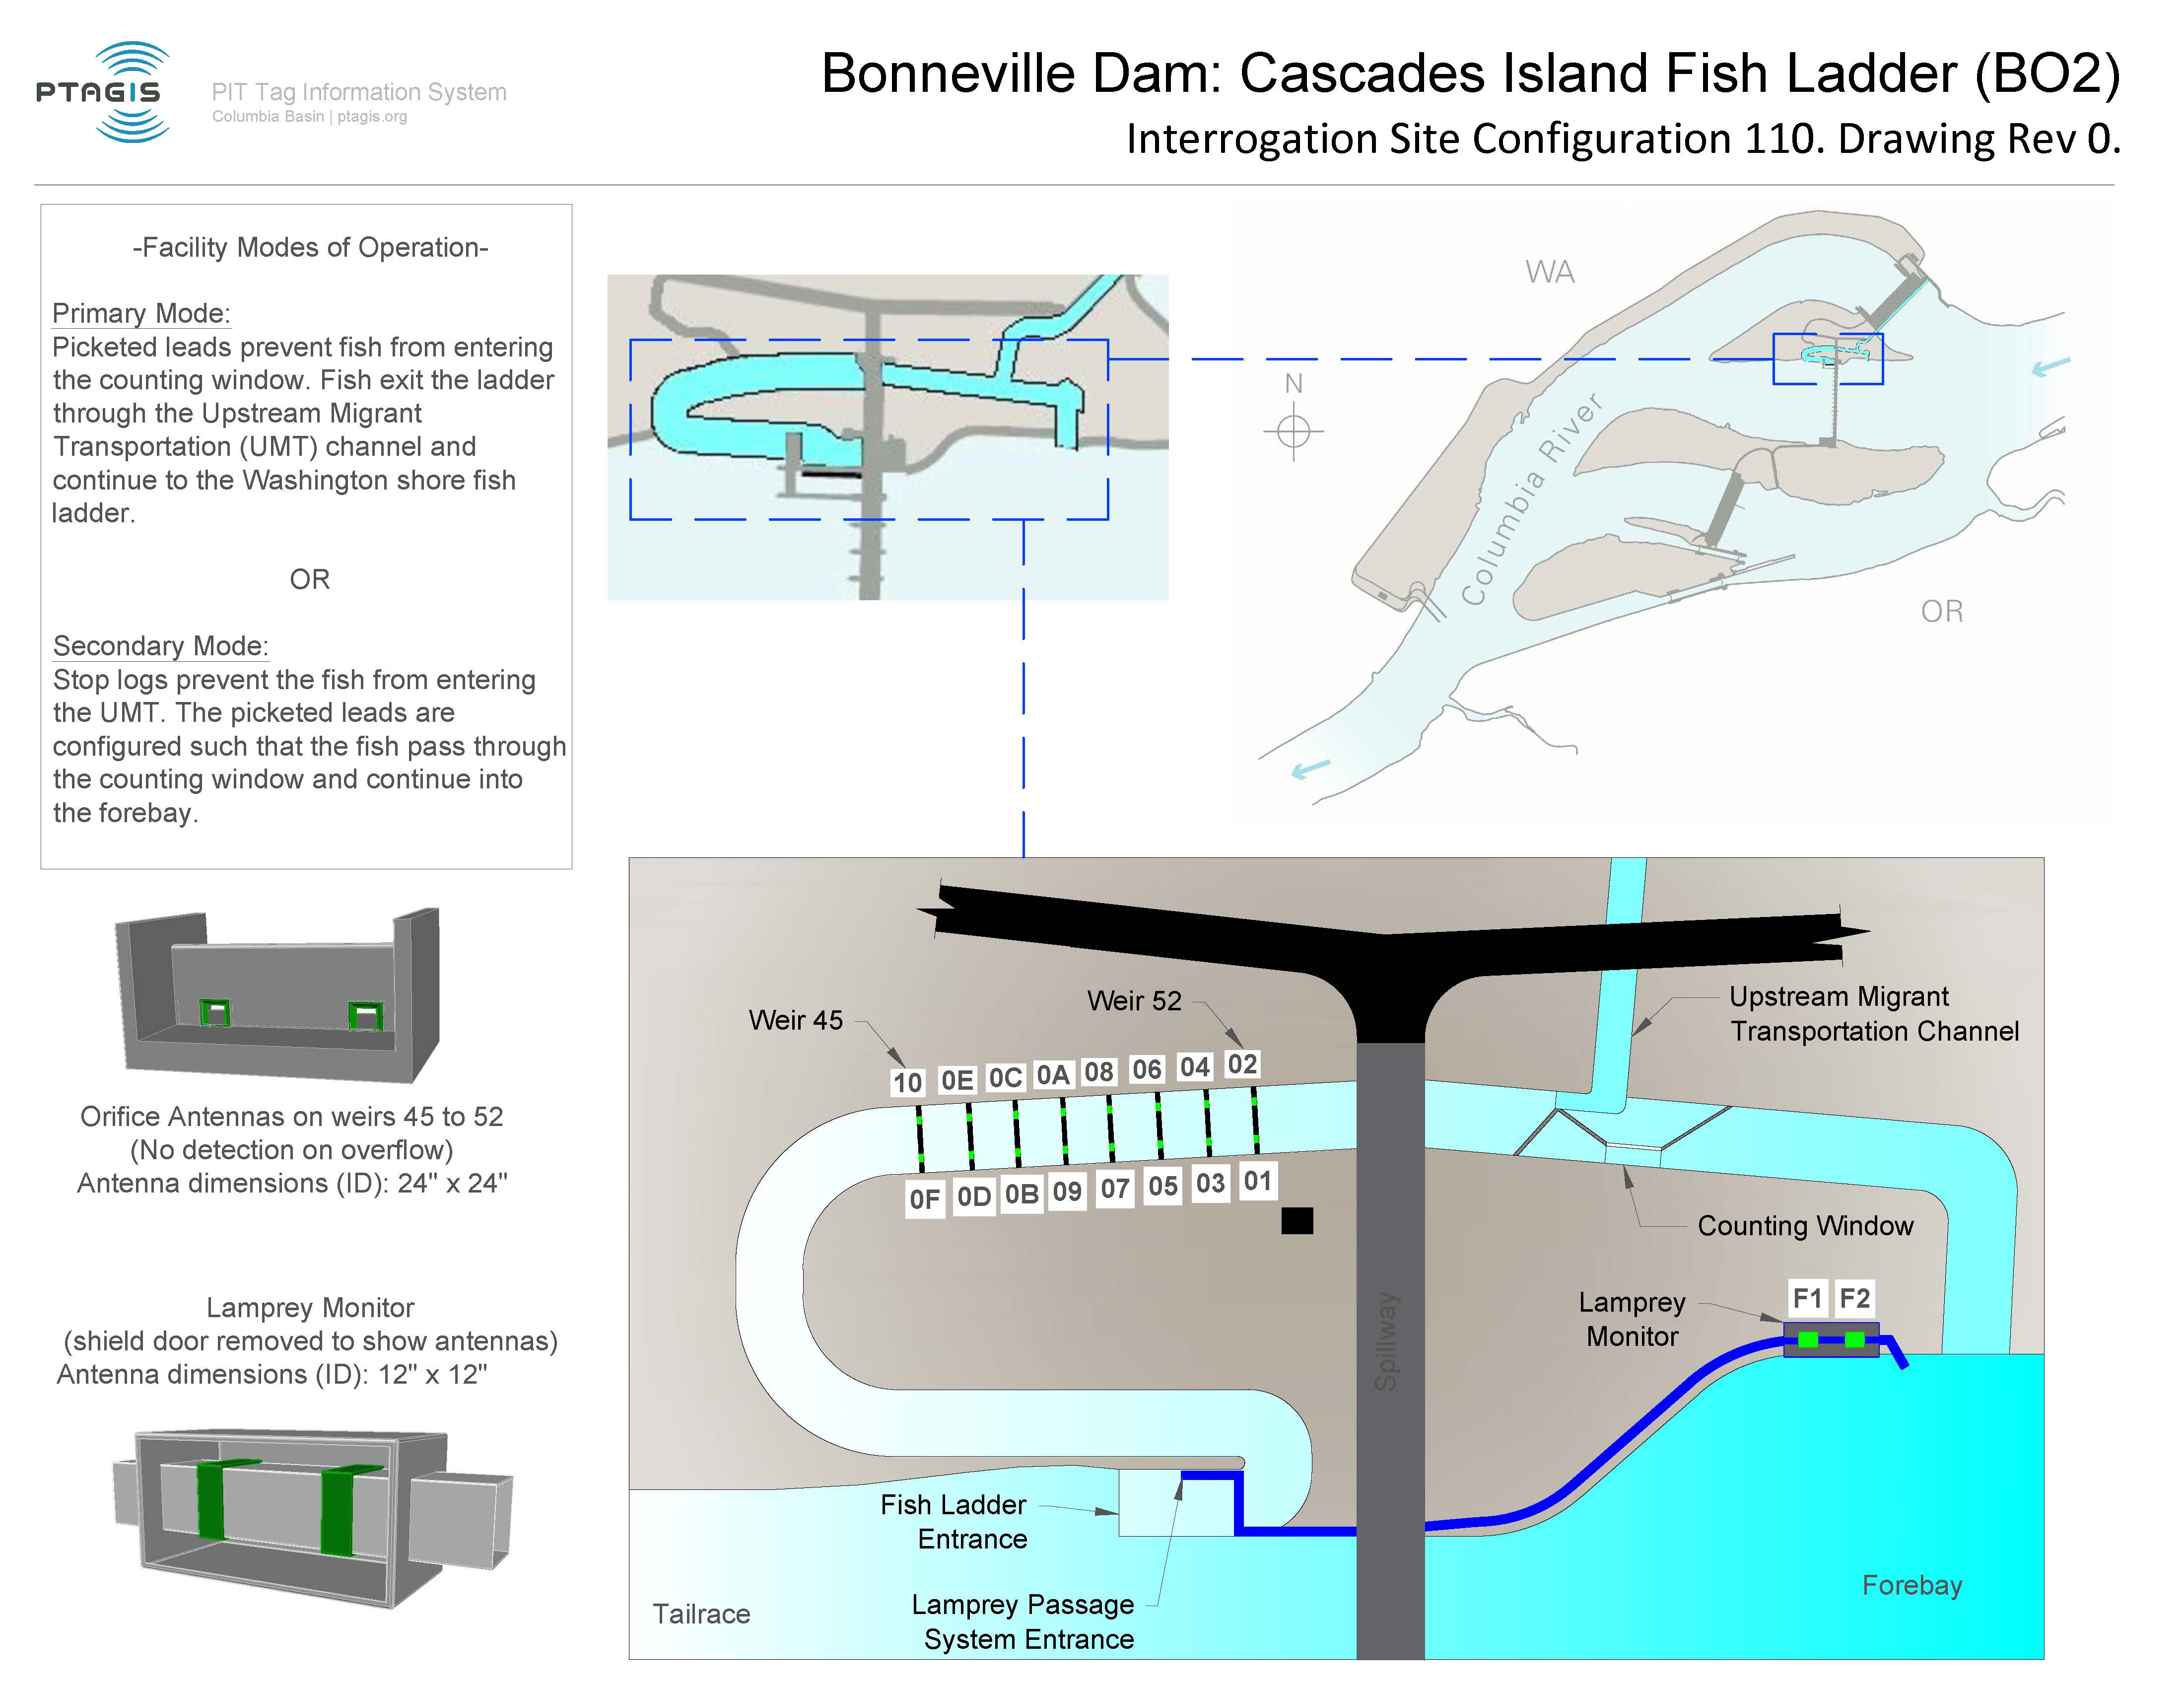 PTAGIS
PIT Tag Information System
Columbia Basin | ptagis.org
Bonneville Dam: Cascades Island Fish Ladder (BO2)
Interrogation Site Configuration 110. Drawing Rev 0.
-Facility Modes of Operation-
Primary Mode:
Picketed leads prevent fish from entering
the counting window. Fish exit the ladder
through the Upstream Migrant
Transportation (UMT) channel and
continue to the Washington shore fish
ladder.
OR
Secondary Mode:
Stop logs prevent the fish from entering
the UMT. The picketed leads are
configured such that the fish pass through
the counting window and continue into
the forebay.
WA
N
Columbia River
OR
Orifice Antennas on weirs 45 to 52
(No detection on overflow)
Antenna dimensions (ID): 24" x 24"
Lamprey Monitor
(shield door removed to show antennas)
Antenna dimensions (ID): 12" x 12"
Weir 45
Weir 52
Upstream Migrant
Transportation Channel
10 0E 0C 0A 08 06 04 02
0F 0D 0B 09 07 05 03 01
Counting Window
Lamprey
Monitor
F1 F2
Spillway
Fish Ladder
Entrance
Lamprey Passage
System Entrance
Tailrace
Forebay